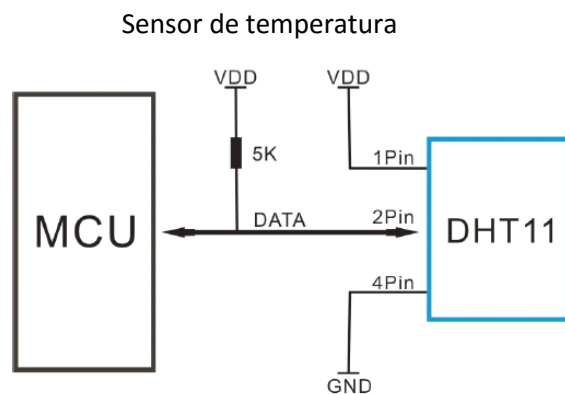 Sensor de temperatura
VDD
VDD
5K
1Pin
MCU
DATA
2Pin
DHT11
4Pin
GND